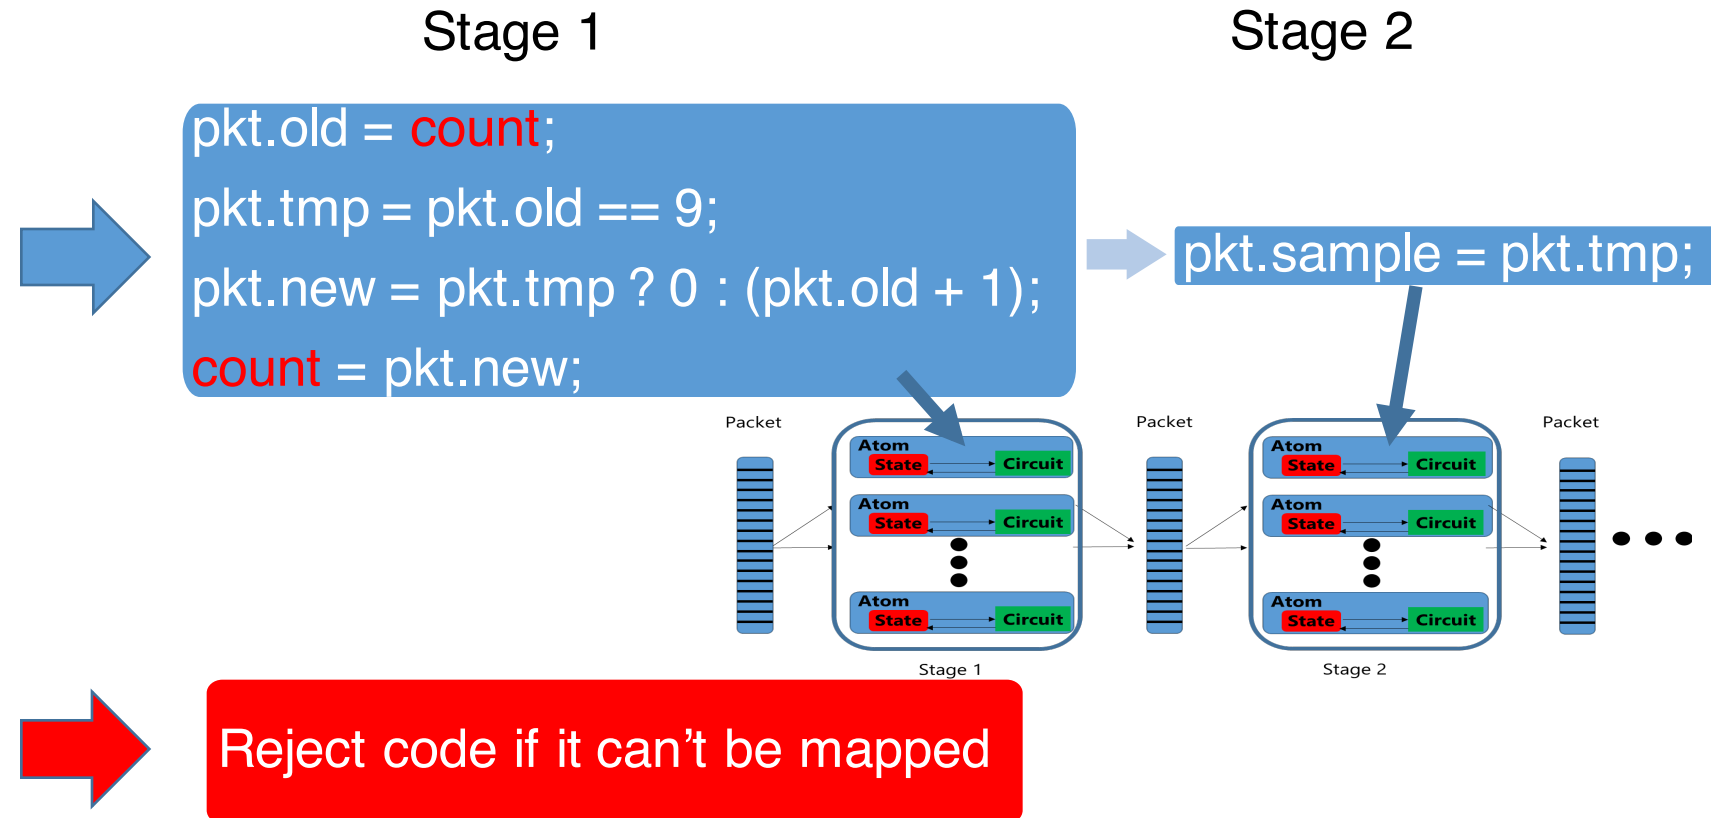 Stage 1
Stage 2
pkt.old = count;
pkt.tmp = pkt.old == 9;
pkt.new = pkt.tmp ? 0 : (pkt.old + 1);
count = pkt.new;
pkt.sample = pkt.tmp;
Packet
Atom
State
Circuit
Atom
State
Circuit
Atom
State
Circuit
Stage 1
Packet
Atom
State
Circuit
Atom
State
Circuit
Atom
State
Circuit
Stage 2
Packet
Reject code if it can’t be mapped